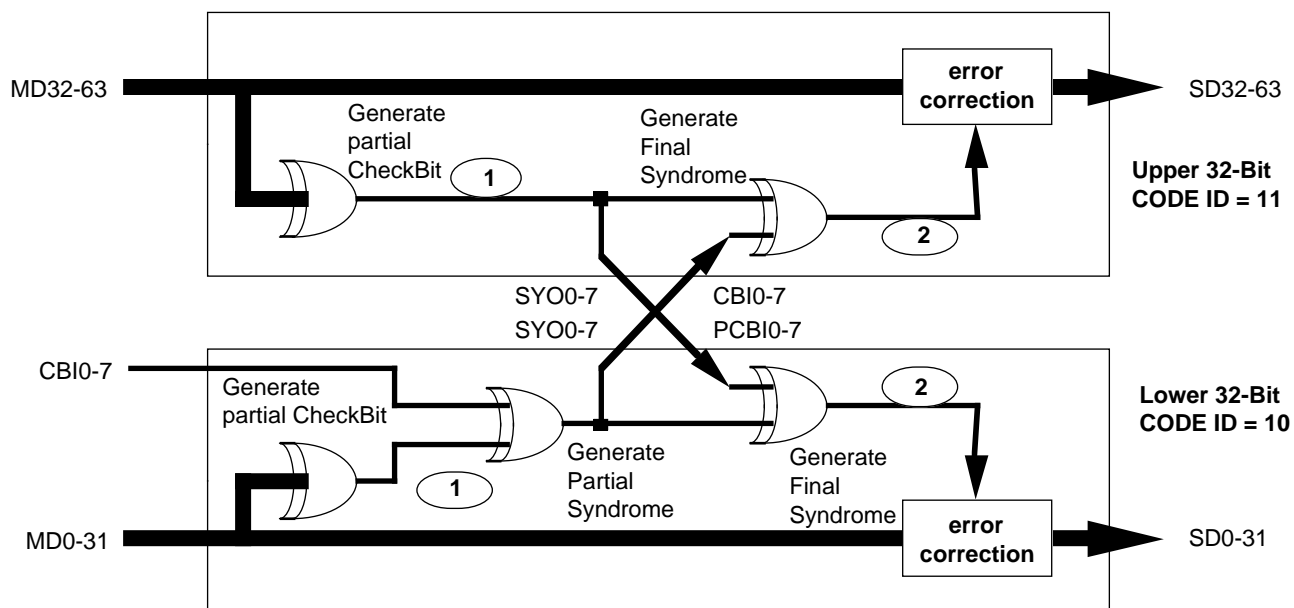 MD32-63
error
correction
SD32-63
Generate
partial
CheckBit
Generate
Final
Syndrome
1
2
Upper 32-Bit
CODE ID = 11
SYO0-7
CBI0-7
SYO0-7
PCBI0-7
CBI0-7
Generate
partial CheckBit
2
Lower 32-Bit
CODE ID = 10
1
Generate
Partial
Syndrome
Generate
Final
Syndrome
MD0-31
error
correction
SD0-31